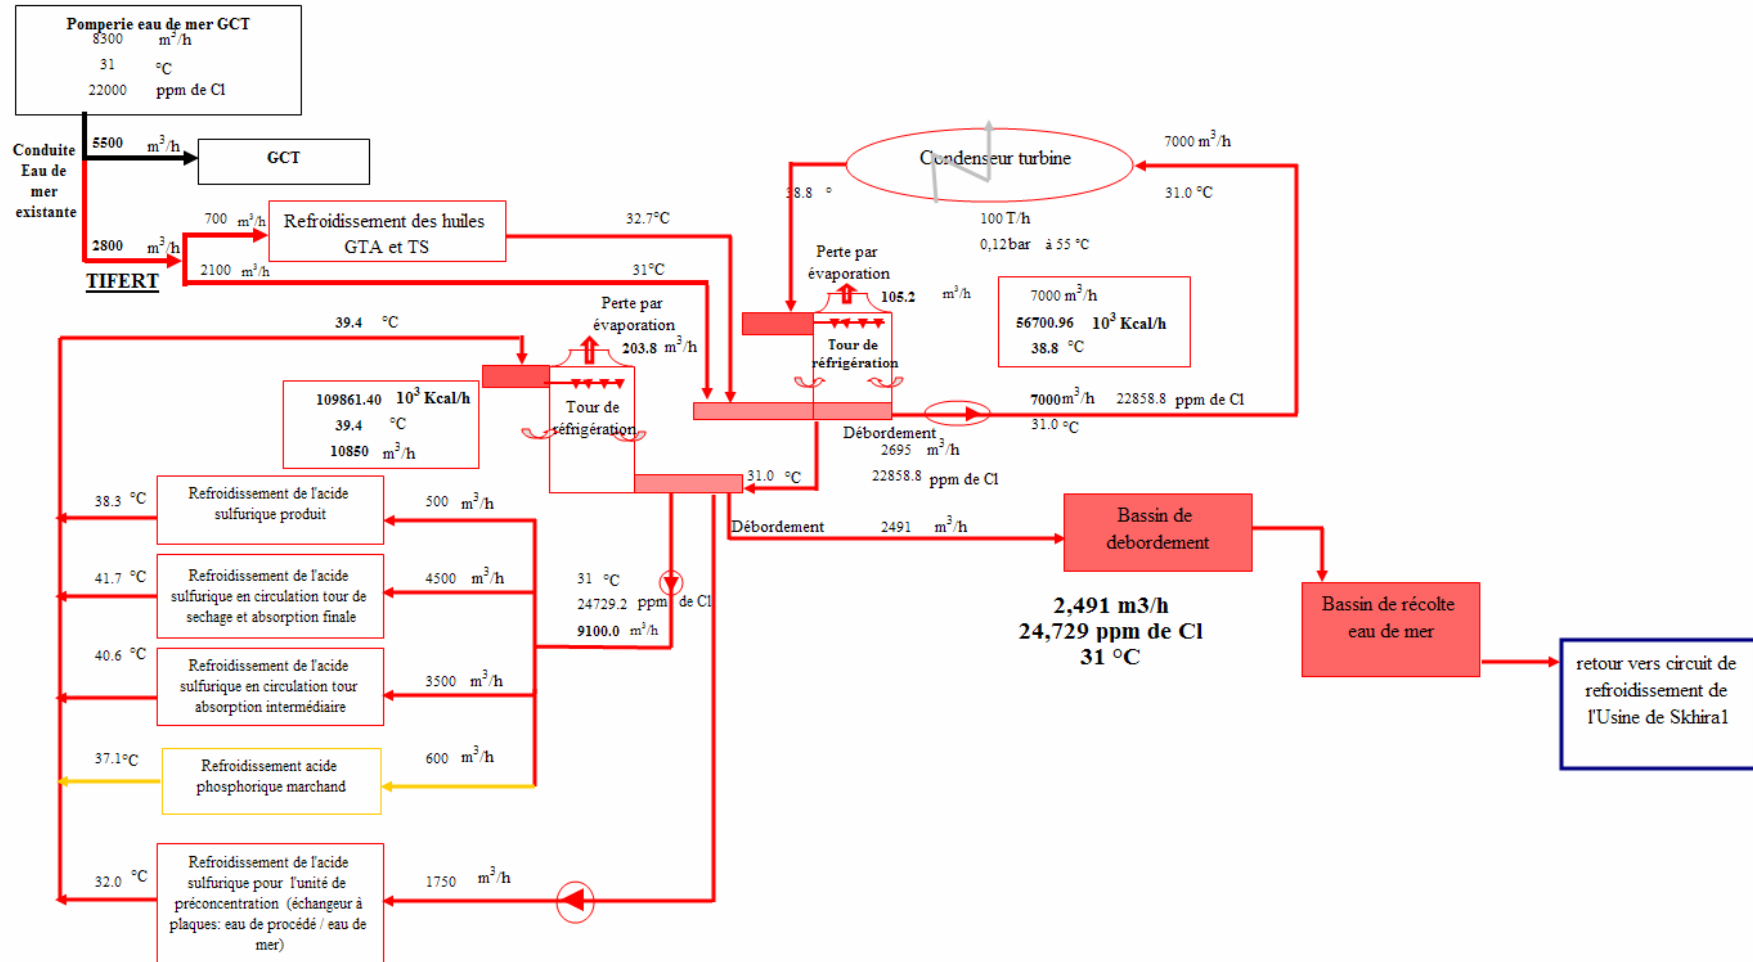 Pomperie eau de mer GCT
8300 m³/h
31 °C
22000 ppm de Cl
Conduite
Eau de
mer
existante
5500 m³/h
GCT
2800 m³/h
TIFERT
700 m³/h
Refroidissement des huiles
GTA et TS
32.7°C
2100 m³/h
31°C
Condenseur turbine
7000 m³/h
31.0 °C
38.8 °
100 T/h
0,12bar à 55 °C
Perte par
évaporation
105.2 m³/h
7000 m³/h
56700.96 10³ Kcal/h
38.8 °C
Tour de
réfrigération
7000m³/h 22858.8 ppm de Cl
31.0 °C
Débordement
2695 m³/h
22858.8 ppm de Cl
31.0 °C
39.4 °C
Perte par
évaporation
203.8 m³/h
109861.40 10³ Kcal/h
39.4 °C
10850 m³/h
Tour de
réfrigération
Débordement 2491 m³/h
Bassin de
debordement
2,491 m3/h
24,729 ppm de Cl
31 °C
Bassin de récolte
eau de mer
retour vers circuit de
refroidissement de
l'Usine de Skhira1
31 °C
24729.2 ppm de Cl
9100.0 m³/h
38.3 °C
Refroidissement de l'acide
sulfurique produit
500 m³/h
41.7 °C
Refroidissement de l'acide
sulfurique en circulation tour de
sechage et absorption finale
4500 m³/h
40.6 °C
Refroidissement de l'acide
sulfurique en circulation tour
absorption intermédiaire
3500 m³/h
37.1°C
Refroidissement acide
phosphorique marchand
600 m³/h
32.0 °C
Refroidissement de l'acide
sulfurique pour l'unité de
préconcentration (échangeur à
plaques: eau de procédé / eau de
mer)
1750 m³/h